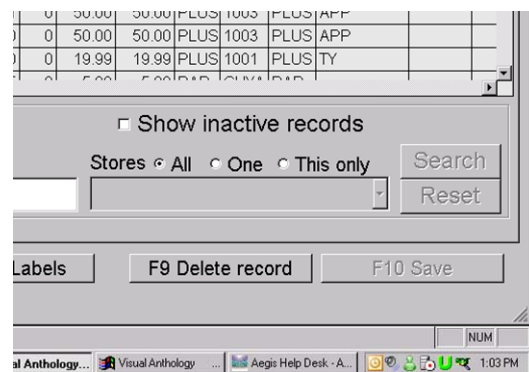 0 50.00 50.00 PLUS 1003 PLUS APP
0 50.00 50.00 PLUS 1003 PLUS APP
0 19.99 19.99 PLUS 1001 PLUS TY
Show inactive records
Stores All One This only
Search
Reset
Labels
F9 Delete record
F10 Save
NUM
al Anthology...
Visual Anthology ...
Aegis Help Desk - A...
1:03 PM